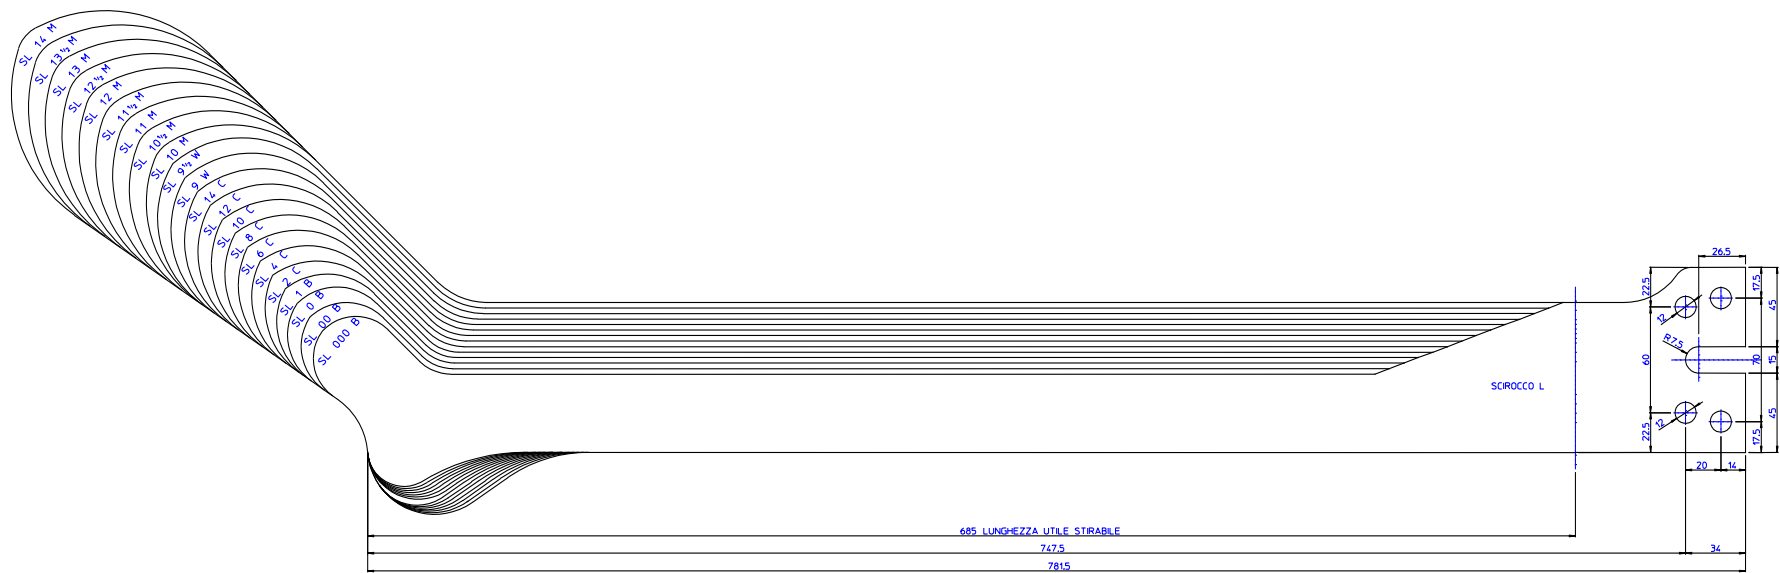 SL 14 M
SL 13½ M
SL 13 M
SL 12½ M
SL 12 M
SL 11½ M
SL 11 M
SL 10½ M
SL 10 M
SL 9½ W
SL 9 W
SL 14 C
SL 12 C
SL 10 C
SL 8 C
SL 6 C
SL 4 C
SL 2 C
SL 1 B
SL 0 B
SL 00 B
SL 000 B
26.5
22.5
17.5
45
12
R7.5
60
70
15
SCIROCCO L
12
22.5
17.5
45
20
14
685 LUNGHEZZA UTILE STIRABILE
747.5
34
781.5